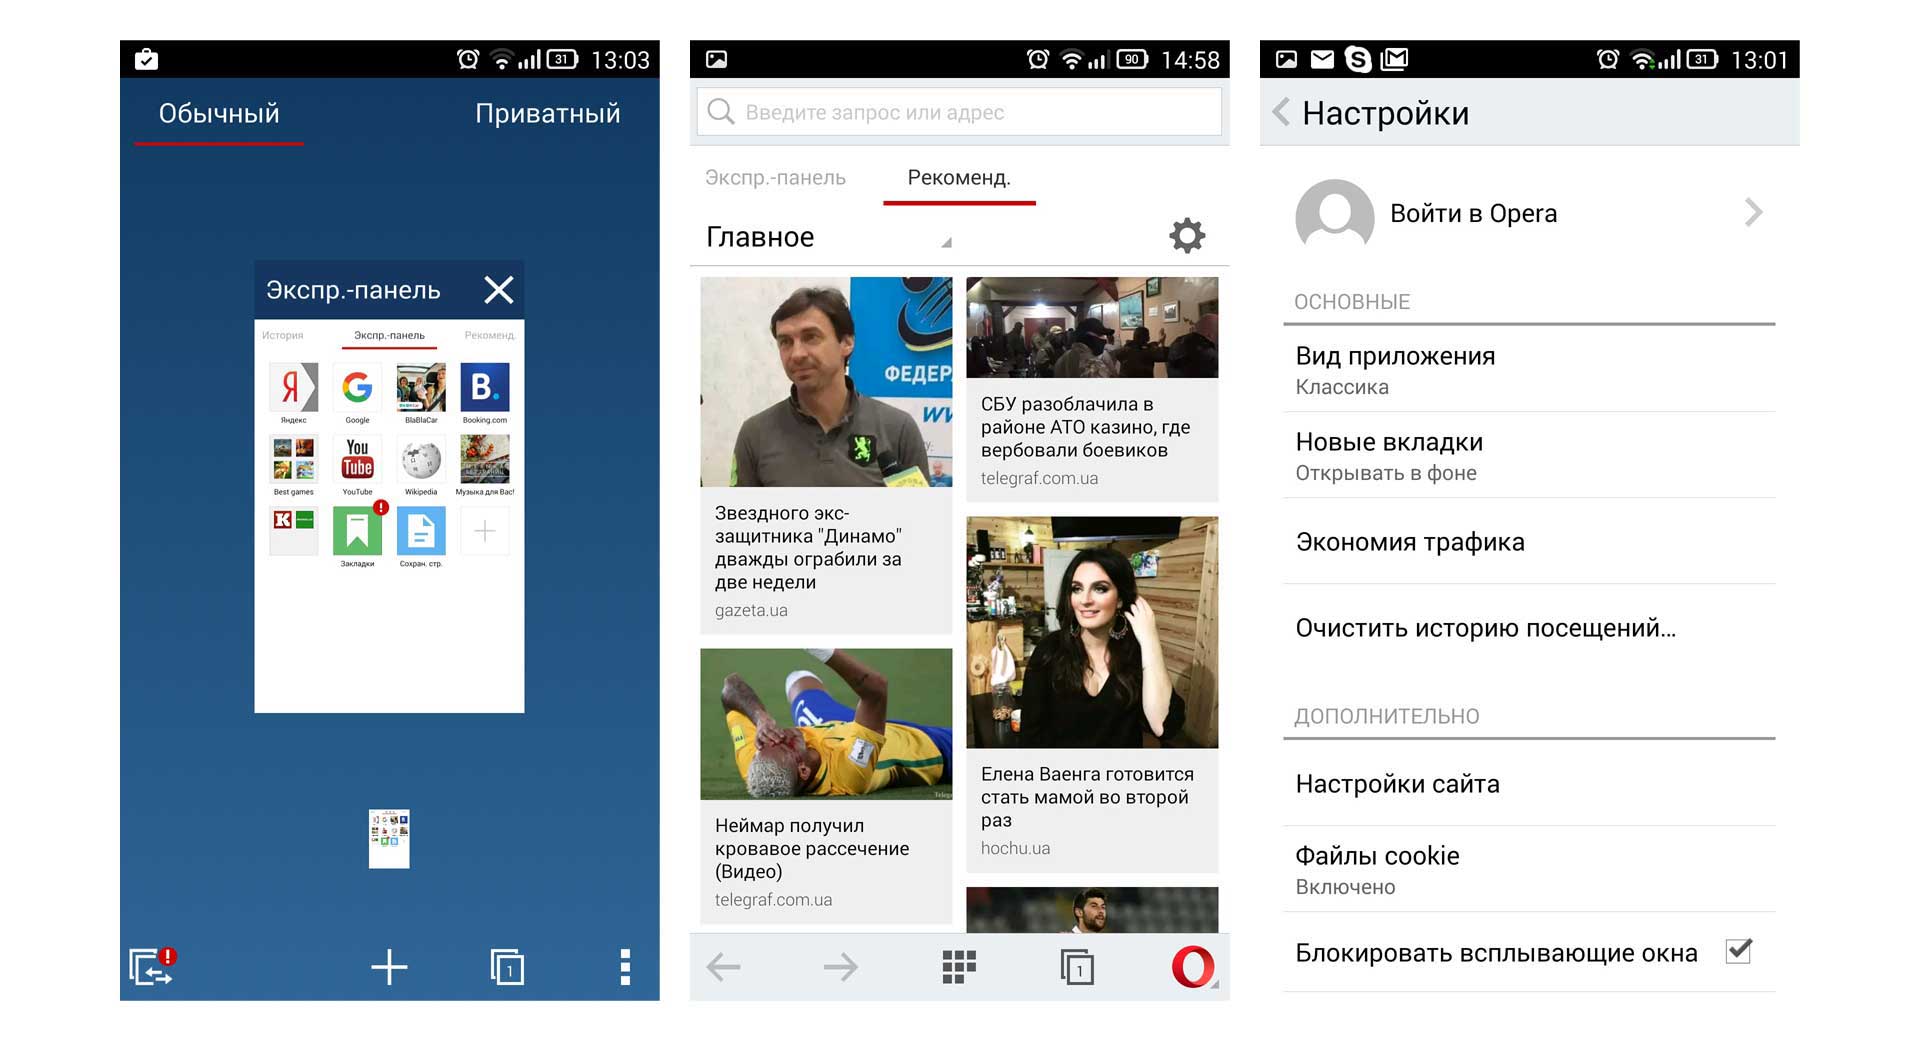 31
13:03
Обычный
Приватный
Экспр.-панель
История
Экспр.-панель
Рекоменд.
Я
G
B.
Яндекс
Google
BlaBlaCar
Booking.com
You
Tube
Best games
YouTube
Wikipedia
Музыка для Вас!
K
!
Закладки
Сохран. стр.
!
1
90
14:58
Введите запрос или адрес
Экспр.-панель
Рекоменд.
Главное
ФЕДЕР
Звездного экс-
защитника "Динамо"
дважды ограбили за
две недели
gazeta.ua
СБУ разоблачила в
районе АТО казино, где
вербовали боевиков
telegraf.com.ua
Неймар получил
кровавое рассечение
(Видео)
telegraf.com.ua
Елена Ваенга готовится
стать мамой во второй
раз
hochu.ua
1
31
13:01
Настройки
Войти в Opera
ОСНОВНЫЕ
Вид приложения
Классика
Новые вкладки
Открывать в фоне
Экономия трафика
Очистить историю посещений...
ДОПОЛНИТЕЛЬНО
Настройки сайта
Файлы cookie
Включено
Блокировать всплывающие окна